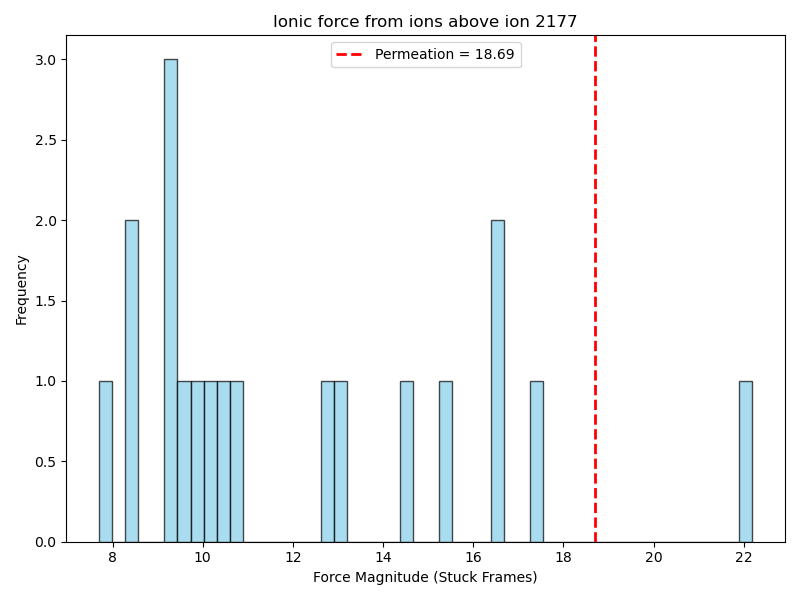 Ionic force from ions above ion 2177
Permeation = 18.69
3.0
2.5
2.0
1.5
1.0
0.5
0.0
Frequency
8 10 12 14 16 18 20 22
Force Magnitude (Stuck Frames)